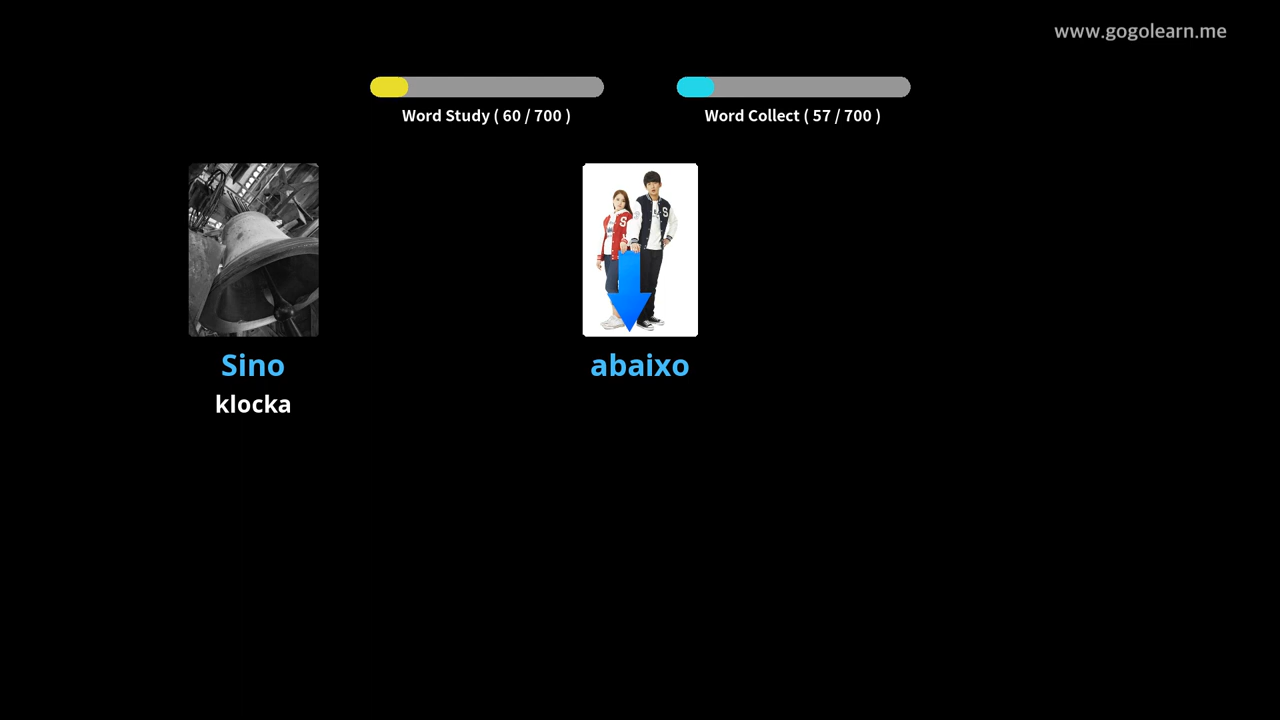 www.gogolearn.me
Word Study ( 60 / 700 )
Word Collect ( 57 / 700 )
S
S
Sino
abaixo
klocka